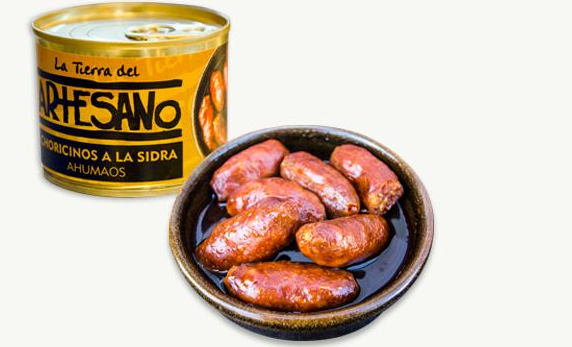 La Tierra del
ARTESANO
CHORICINOS A LA SIDRA
AHUMAOS